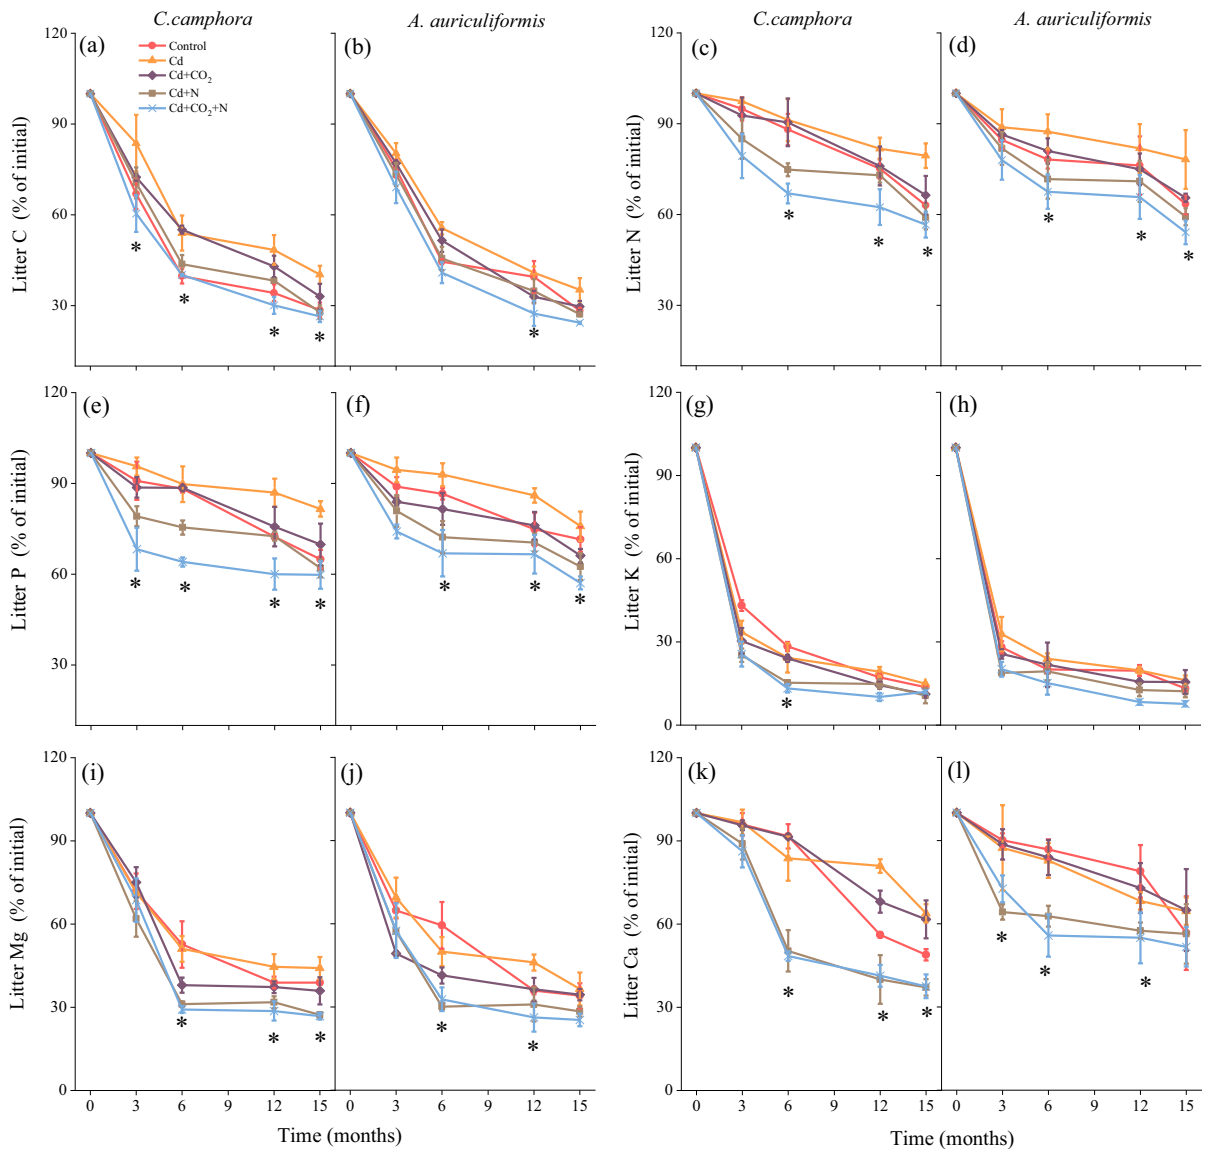 C.camphora
A. auriculiformis
C.camphora
A. auriculiformis
(a)
(b)
(c)
(d)
Control
Cd
Cd+CO₂
Cd+N
Cd+CO₂+N
Litter C (% of initial)
120
90
60
30
* * * *
*
Litter N (% of initial)
120
90
60
30
* * *
* * *
(e)
(f)
(g)
(h)
Litter P (% of initial)
120
90
60
30
* * * *
* * *
Litter K (% of initial)
120
90
60
30
0
*
(i)
(j)
(k)
(l)
Litter Mg (% of initial)
120
90
60
30
0
* * *
* *
Litter Ca (% of initial)
120
90
60
30
0
* * *
* * *
0 3 6 9 12 15
0 3 6 9 12 15
0 3 6 9 12 15
0 3 6 9 12 15
Time (months)
Time (months)